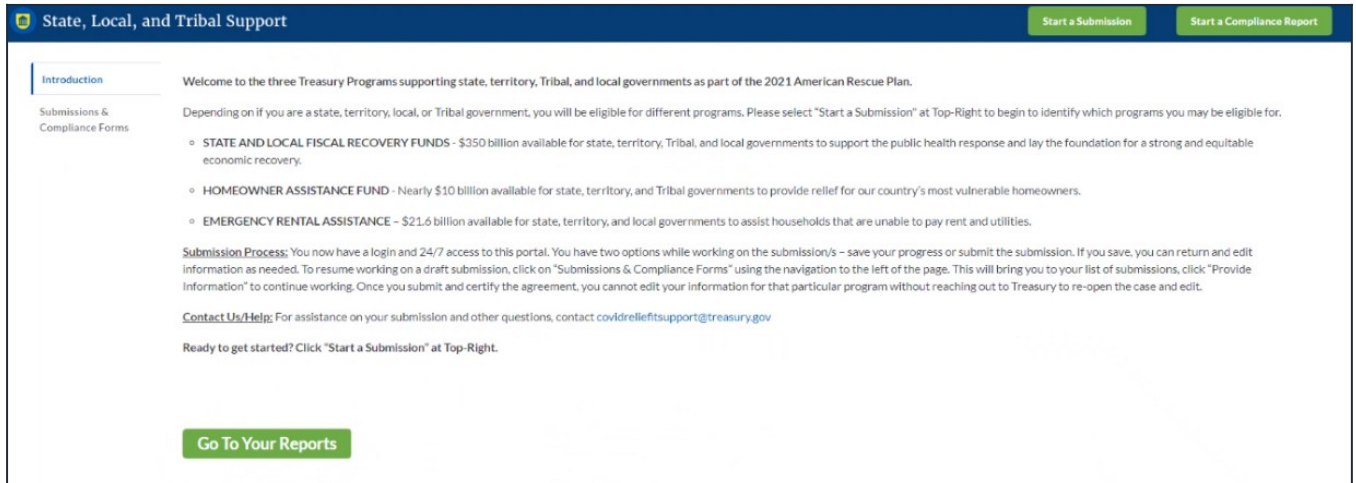 State, Local, and Tribal Support
Start a Submission
Start a Compliance Report
Introduction
Submissions &
Compliance Forms
Welcome to the three Treasury Programs supporting state, territory, Tribal, and local governments as part of the 2021 American Rescue Plan.
Depending on if you are a state, territory, local, or Tribal government, you will be eligible for different programs. Please select "Start a Submission" at Top-Right to begin to identify which programs you may be eligible for.
◦ STATE AND LOCAL FISCAL RECOVERY FUNDS - $350 billion available for state, territory, Tribal, and local governments to support the public health response and lay the foundation for a strong and equitable
economic recovery.
◦ HOMEOWNER ASSISTANCE FUND - Nearly $10 billion available for state, territory, and Tribal governments to provide relief for our country's most vulnerable homeowners.
◦ EMERGENCY RENTAL ASSISTANCE – $21.6 billion available for state, territory, and local governments to assist households that are unable to pay rent and utilities.
Submission Process: You now have a login and 24/7 access to this portal. You have two options while working on the submission/s – save your progress or submit the submission. If you save, you can return and edit
information as needed. To resume working on a draft submission, click on "Submissions & Compliance Forms" using the navigation to the left of the page. This will bring you to your list of submissions, click "Provide
Information" to continue working. Once you submit and certify the agreement, you cannot edit your information for that particular program without reaching out to Treasury to re-open the case and edit.
Contact Us/Help: For assistance on your submission and other questions, contact covidreliefitsupport@treasury.gov
Ready to get started? Click "Start a Submission" at Top-Right.
Go To Your Reports